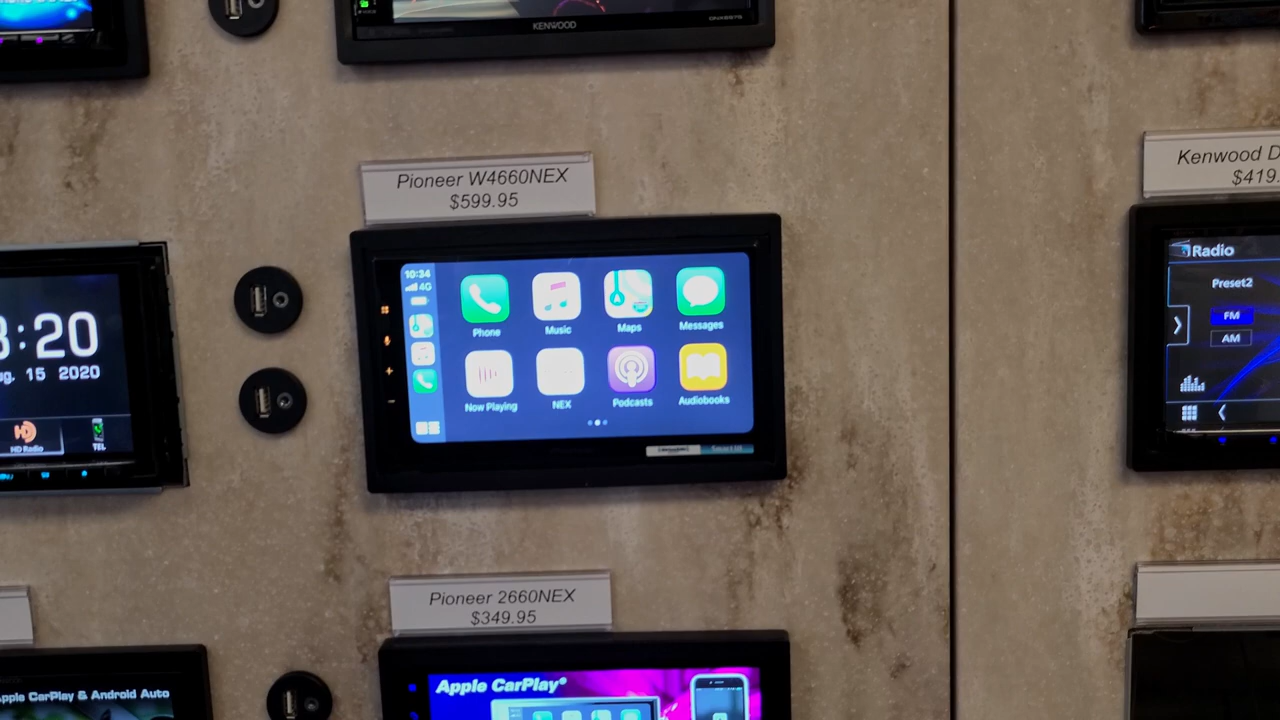 KENWOOD
Pioneer W4660NEX
$599.95
Kenwood D
$419.
10:34
4G
Phone
Music
Maps
Messages
Now Playing
NEX
Podcasts
Audiobooks
:20
15 2020
HD Radio
TEL
Radio
Preset2
FM
AM
Pioneer 2660NEX
$349.95
Apple CarPlay & Android Auto
Apple CarPlay®